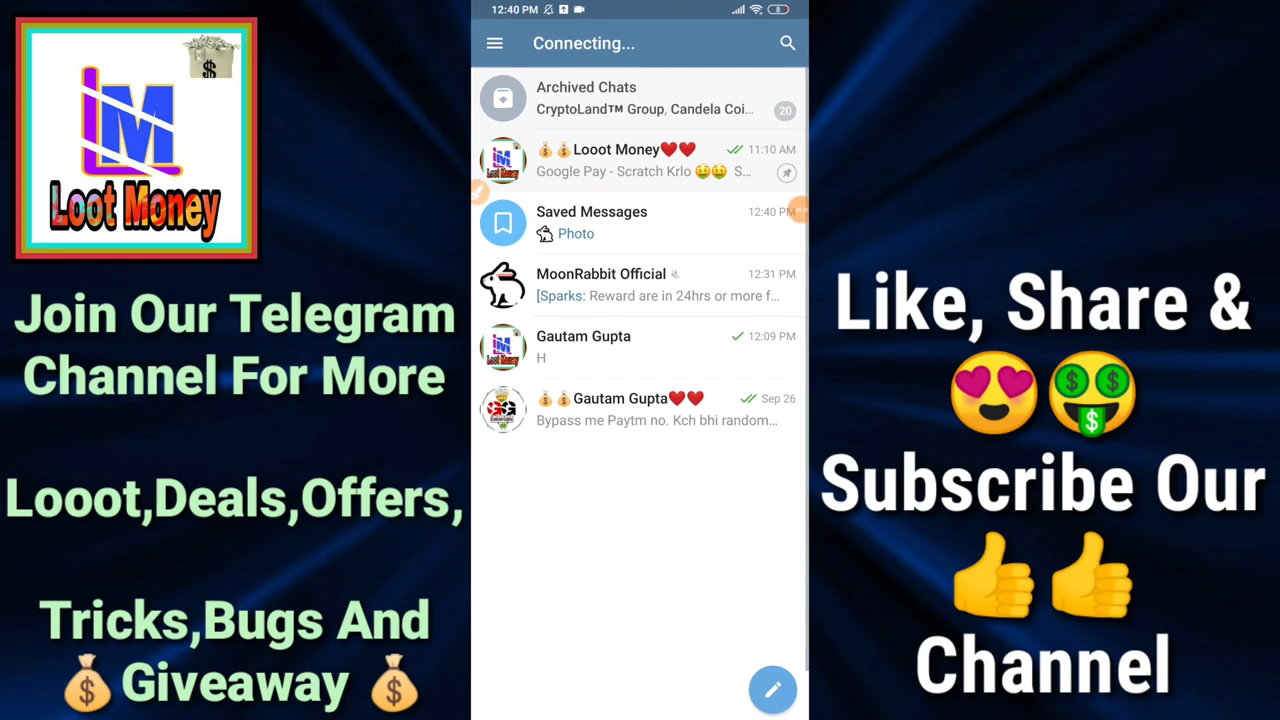 LM
Loot Money
Join Our Telegram
Channel For More
Looot,Deals,Offers,
Tricks,Bugs And
💰 Giveaway 💰
12:40 PM
8
Connecting...
Archived Chats
CryptoLand™ Group, Candela Coi...
20
💰💰Looot Money❤❤
11:10 AM
Google Pay - Scratch Krlo 🤑🤑 S...
Saved Messages
12:40 PM
Photo
MoonRabbit Official
12:31 PM
[Sparks: Reward are in 24hrs or more f...
Gautam Gupta
12:09 PM
H
💰💰Gautam Gupta❤❤
Sep 26
Bypass me Paytm no. Kch bhi random...
Like, Share &
😍🤑
Subscribe Our
👍👍
Channel